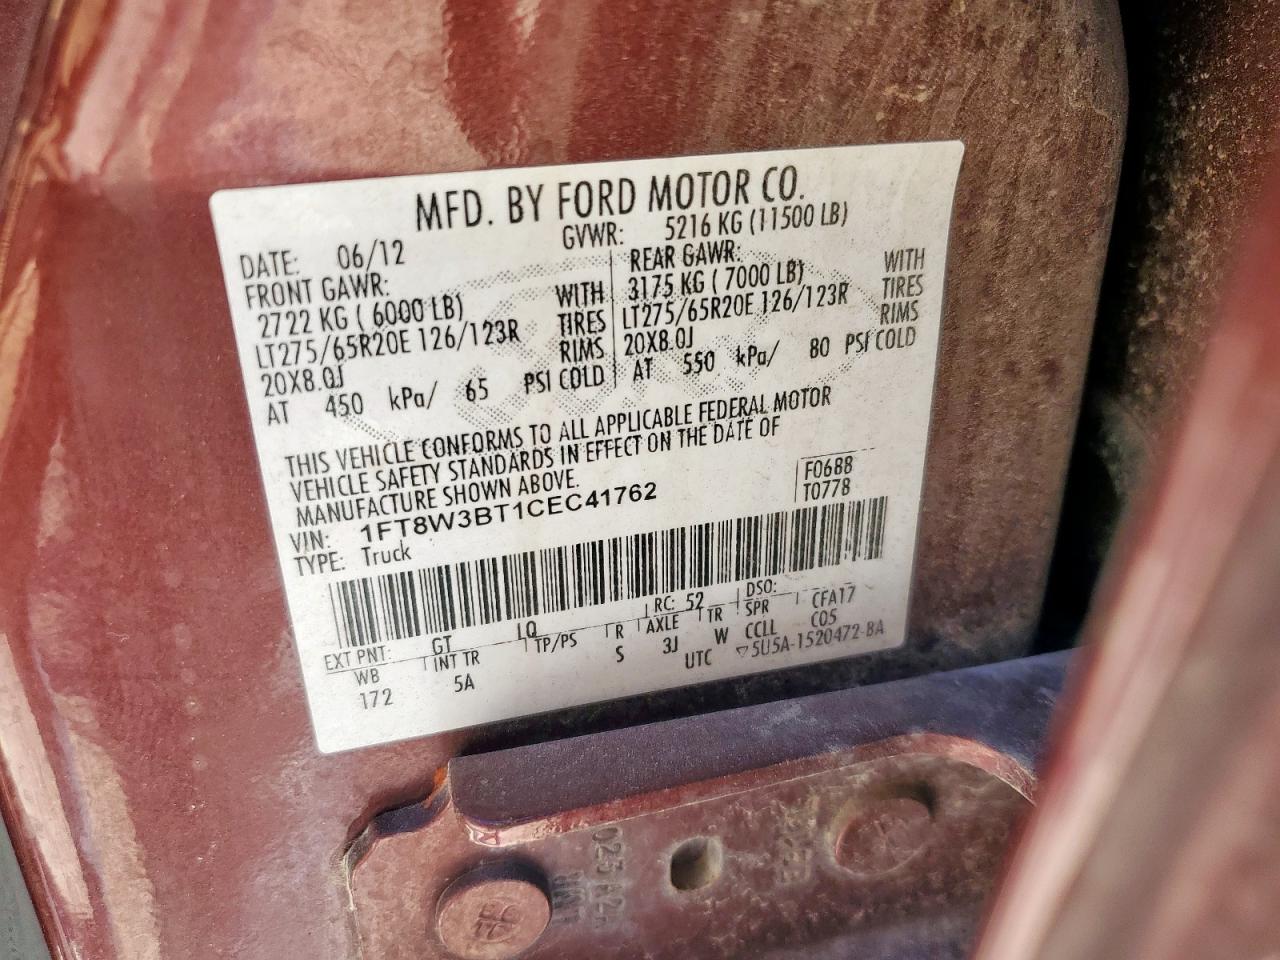 MFD. BY FORD MOTOR CO.
DATE: 06/12 GVWR: 5216 KG (11500 LB)
FRONT GAWR: REAR GAWR:
2722 KG ( 6000 LB) WITH 3175 KG ( 7000 LB) WITH
LT275/65R20E 126/123R TIRES LT275/65R20E 126/123R TIRES
20X8.0J RIMS 20X8.0J RIMS
AT 450 kPa/ 65 PSI COLD AT 550 kPa/ 80 PSI COLD
THIS VEHICLE CONFORMS TO ALL APPLICABLE FEDERAL MOTOR
VEHICLE SAFETY STANDARDS IN EFFECT ON THE DATE OF
MANUFACTURE SHOWN ABOVE.
F0688
T0778
VIN: 1FT8W3BT1CEC41762
TYPE: Truck
EXT PNT: GT LQ RC: 52 DSO:
WB INT TR TP/PS R AXLE TR SPR CFA17
172 5A S 3J W CCLL C05
UTC ▽5U5A-1520472-BA